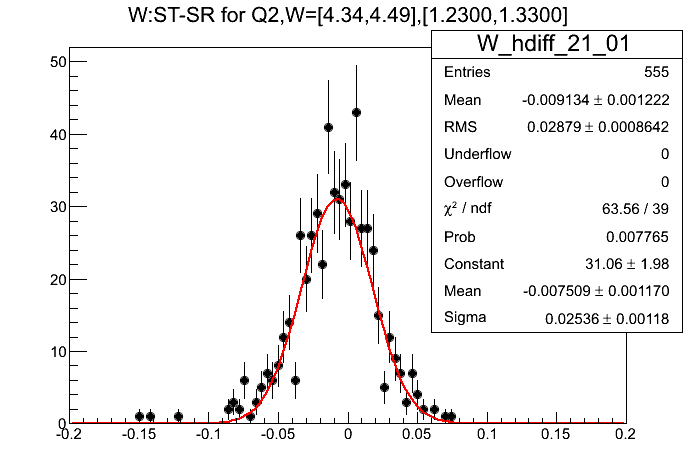 W:ST-SR for Q2,W=[4.34,4.49],[1.2300,1.3300]
W_hdiff_21_01
Entries 555
Mean -0.009134 ± 0.001222
RMS 0.02879 ± 0.0008642
Underflow 0
Overflow 0
χ² / ndf 63.56 / 39
Prob 0.007765
Constant 31.06 ± 1.98
Mean -0.007509 ± 0.001170
Sigma 0.02536 ± 0.00118
50
40
30
20
10
0
-0.2 -0.15 -0.1 -0.05 0 0.05 0.1 0.15 0.2